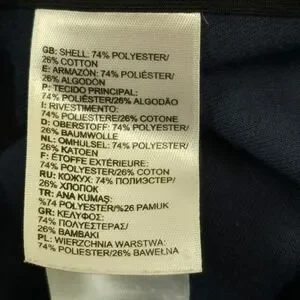 GB: SHELL: 74% POLYESTER/
26% COTTON
E: ARMAZÓN: 74% POLIÉSTER/
26% ALGODÓN
P: TECIDO PRINCIPAL:
74% POLIÉSTER/26% ALGODÃO
I: RIVESTIMENTO:
74% POLIESTERE/26% COTONE
D: OBERSTOFF: 74% POLYESTER/
26% BAUMWOLLE
NL: OMHULSEL: 74% POLYESTER/
26% KATOEN
F: ÉTOFFE EXTÉRIEURE:
74% POLYESTER/26% COTON
RU: КОЖУХ: 74% ПОЛИЭСТЕР/
26% ХЛОПОК
TR: ANA KUMAŞ:
%74 POLYESTER/%26 PAMUK
GR: ΚΕΛΥΦΟΣ:
74% ΠΟΛΥΕΣΤΕΡΑΣ/
26% ΒΑΜΒΑΚΙ
PL: WIERZCHNIA WARSTWA:
74% POLIESTER/26% BAWEŁNA